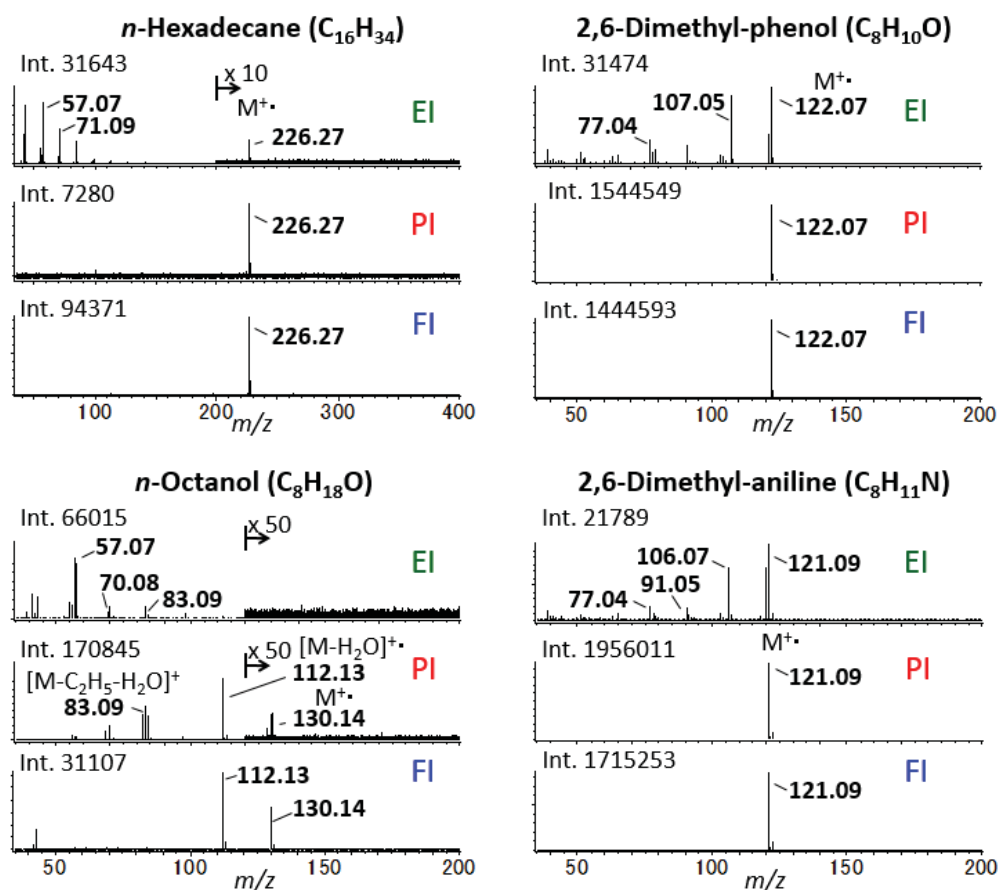 n-Hexadecane (C₁₆H₃₄)
Int. 31643
x 10
M⁺·
57.07
71.09
226.27
EI
Int. 7280
226.27
PI
Int. 94371
226.27
FI
100 200 300 400
m/z
2,6-Dimethyl-phenol (C₈H₁₀O)
Int. 31474
M⁺·
107.05
122.07
77.04
EI
Int. 1544549
122.07
PI
Int. 1444593
122.07
FI
50 100 150 200
m/z
n-Octanol (C₈H₁₈O)
Int. 66015
x 50
57.07
70.08
83.09
EI
Int. 170845
x 50 [M-H₂O]⁺·
[M-C₂H₅-H₂O]⁺
112.13
83.09
M⁺·
130.14
PI
Int. 31107
112.13
130.14
FI
50 100 150 200
m/z
2,6-Dimethyl-aniline (C₈H₁₁N)
Int. 21789
106.07
121.09
91.05
77.04
EI
Int. 1956011
M⁺·
121.09
PI
Int. 1715253
121.09
FI
50 100 150 200
m/z